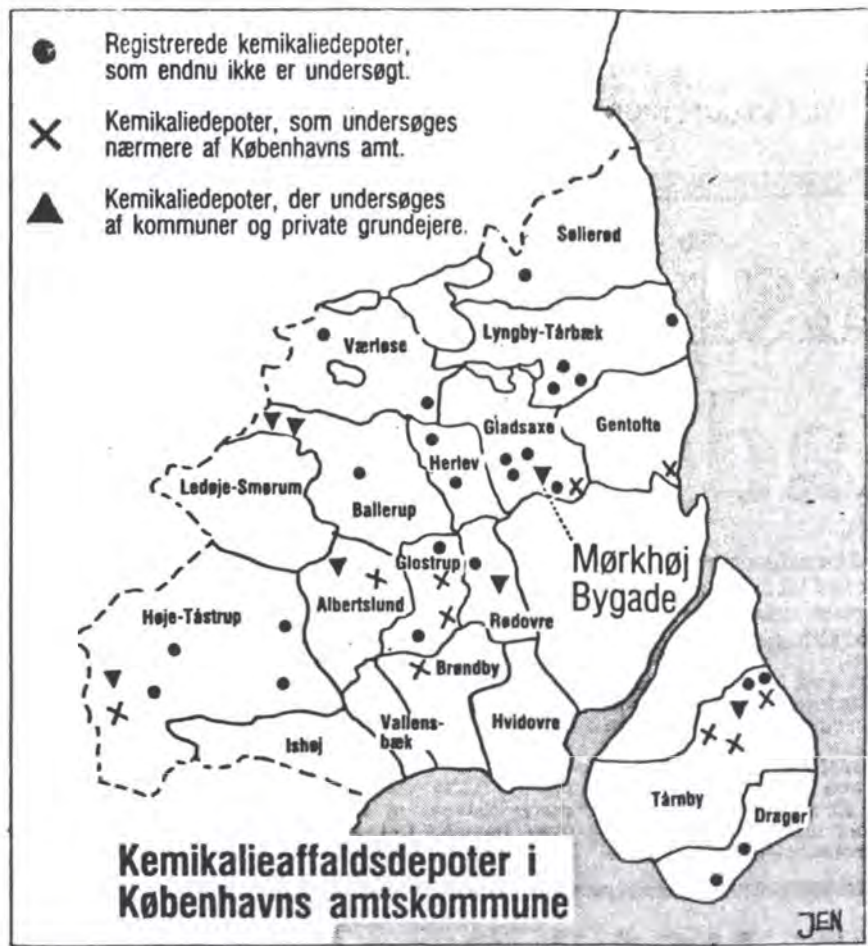 Registrerede kemikaliedepoter,
som endnu ikke er undersøgt.
Kemikaliedepoter, som undersøges
nærmere af Københavns amt.
Kemikaliedepoter, der undersøges
af kommuner og private grundejere.
Søllerød
Lyngby-Tårbæk
Værløse
Gladsaxe
Gentofte
Herlev
Ledøje-Smørum
Ballerup
Glostrup
Mørkhøj
Bygade
Albertslund
Høje-Tåstrup
Rødovre
Brøndby
Vallens-
bæk
Hvidovre
Ishøj
Tårnby
Dragør
Kemikalieaffaldsdepoter i
Københavns amtskommune
JEN